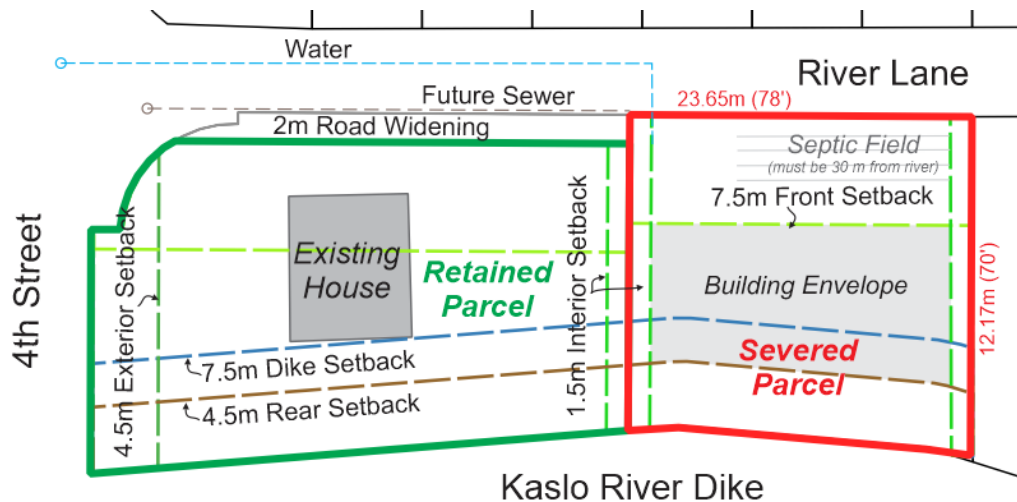 Water
River Lane
Future Sewer
23.65m (78')
2m Road Widening
Septic Field
(must be 30 m from river)
7.5m Front Setback
4th Street
4.5m Exterior Setback
Existing
House
Retained
Parcel
1.5m Interior Setback
Building Envelope
12.17m (70')
7.5m Dike Setback
Severed
Parcel
4.5m Rear Setback
Kaslo River Dike